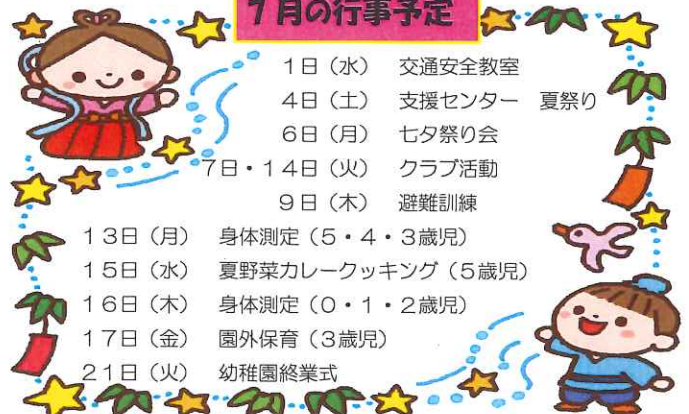 7月の行事予定
1日（水）　交通安全教室
4日（土）　支援センター　夏祭り
6日（月）　七夕祭り会
7日・14日（火）　クラブ活動
9日（木）　避難訓練
13日（月）　身体測定（5・4・3歳児）
15日（水）　夏野菜カレークッキング（5歳児）
16日（木）　身体測定（0・1・2歳児）
17日（金）　園外保育（3歳児）
21日（火）　幼稚園終業式